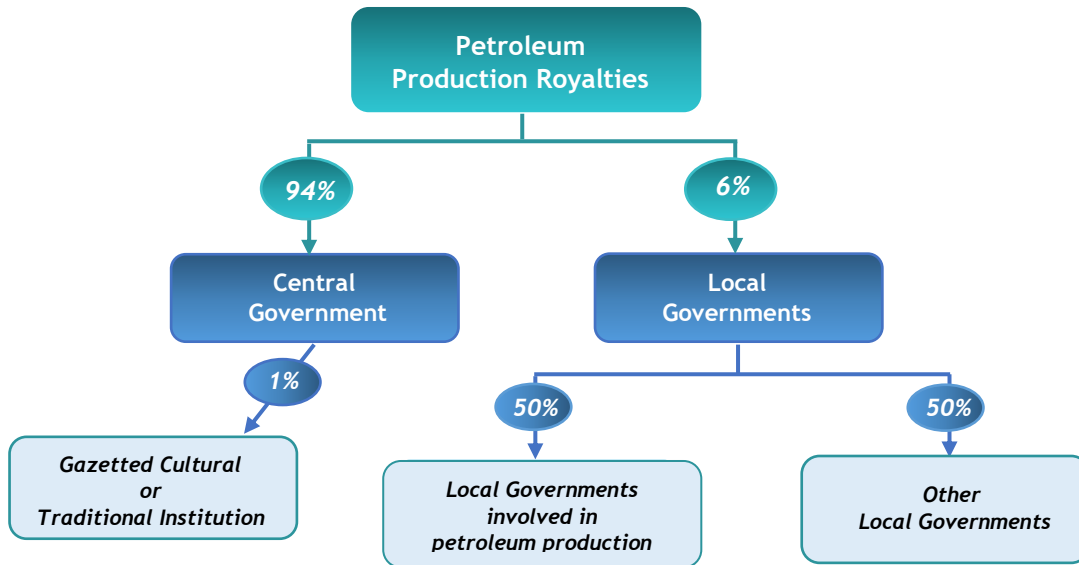 Petroleum
Production Royalties
94%
6%
Central
Government
Local
Governments
1%
50%
50%
Gazetted Cultural
or
Traditional Institution
Local Governments
involved in
petroleum production
Other
Local Governments